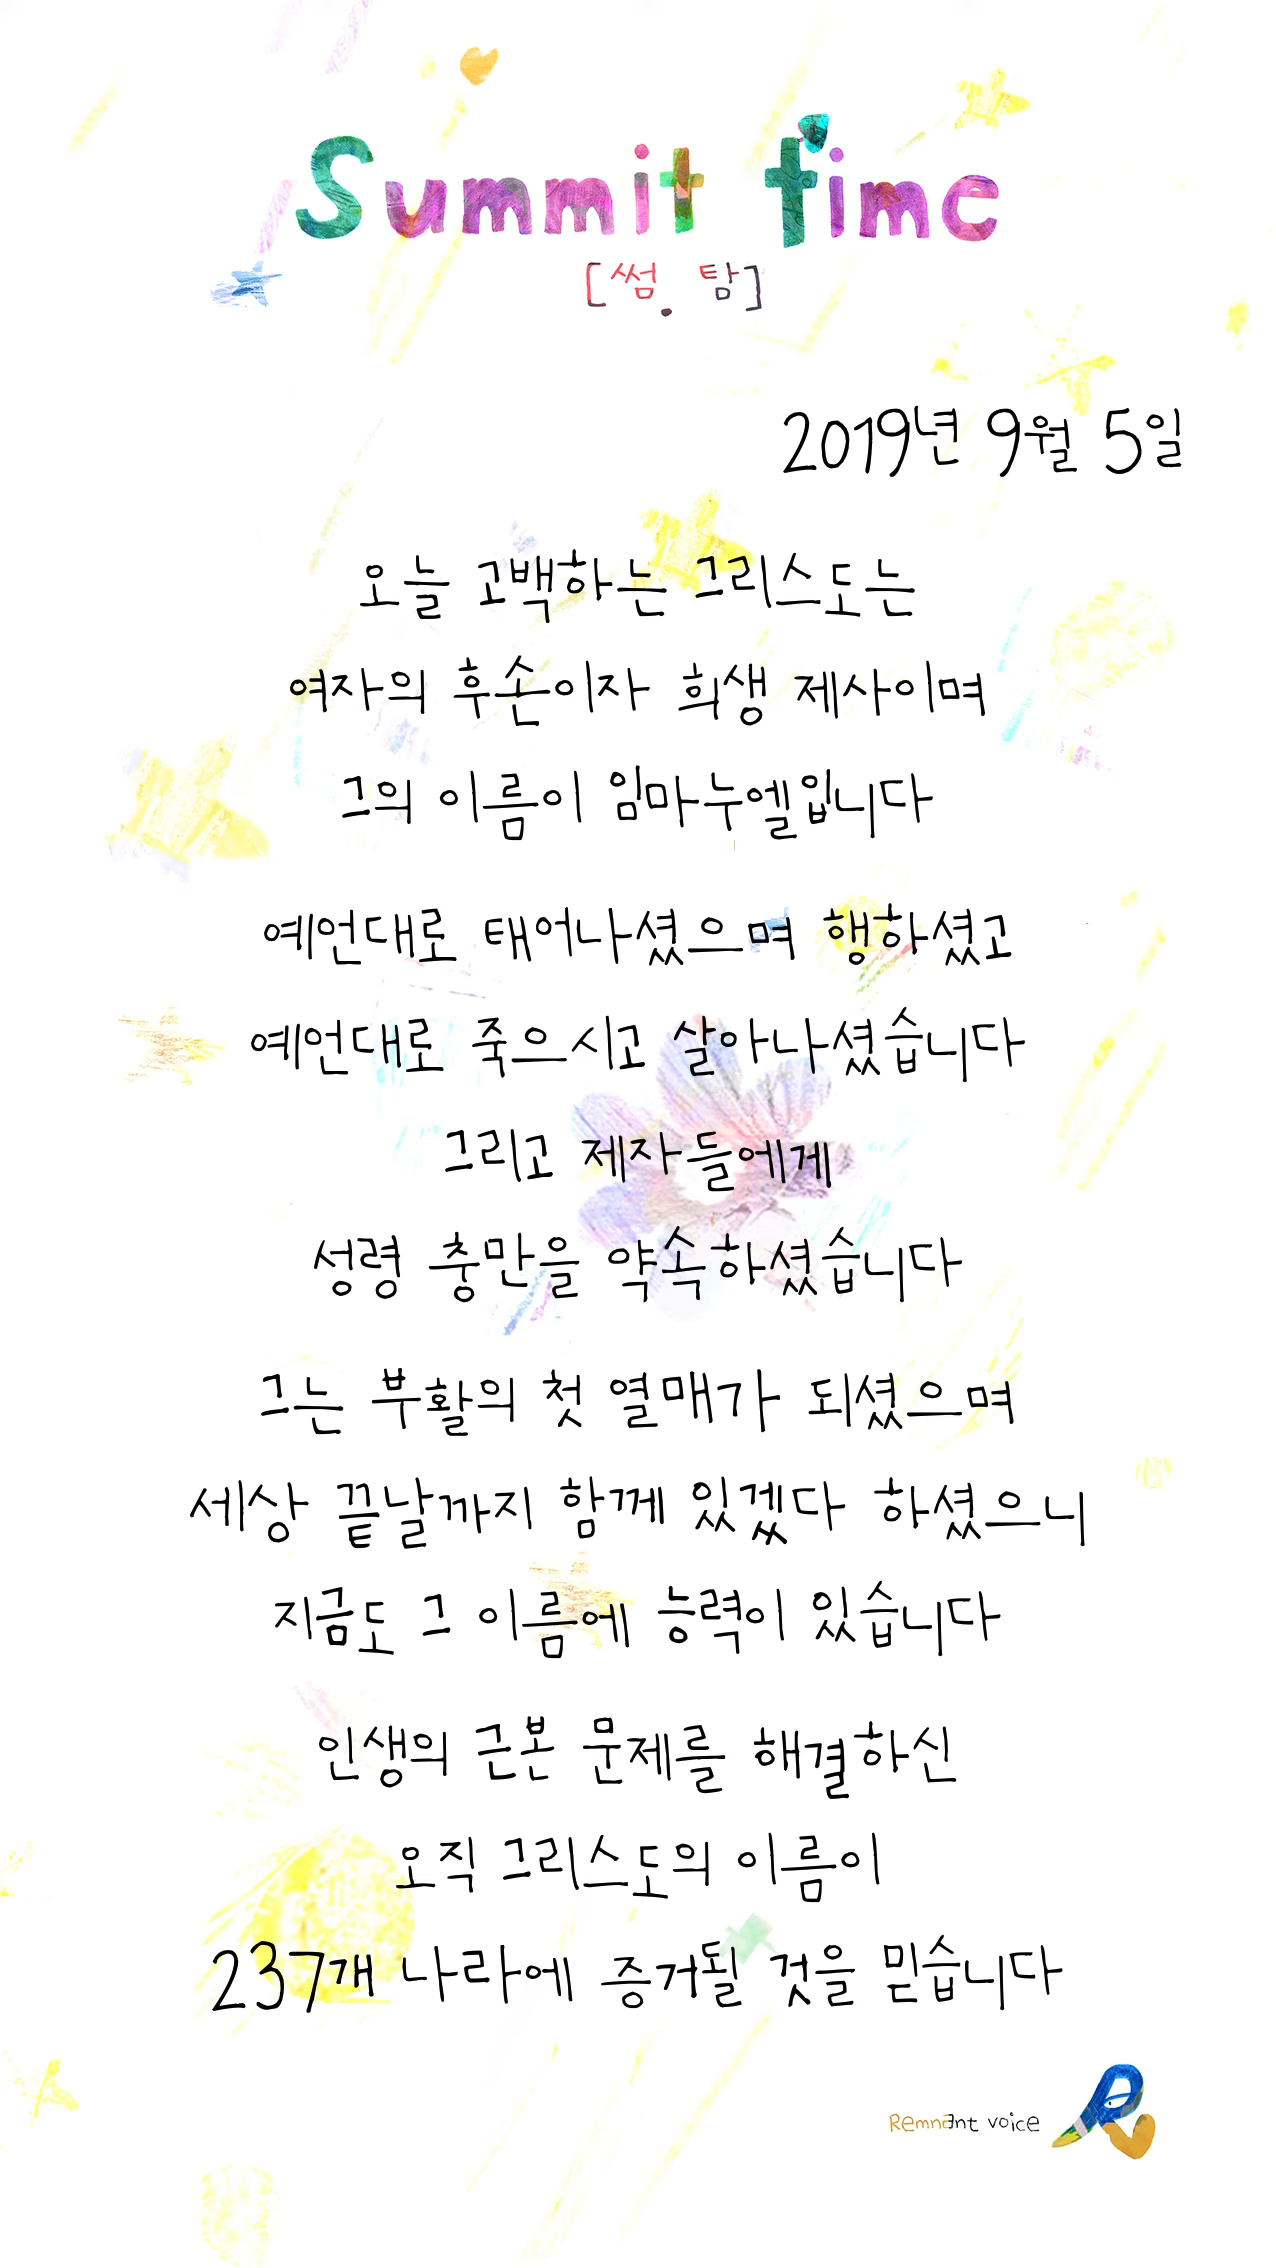 Summit time
[썸. 탐]
2019년 9월 5일
오늘 고백하는 그리스도는
여자의 후손이자 희생 제사이며
그의 이름이 임마누엘입니다
예언대로 태어나셨으며 행하셨고
예언대로 죽으시고 살아나셨습니다
그리고 제자들에게
성령 충만을 약속하셨습니다
그는 부활의 첫 열매가 되셨으며
세상 끝날까지 함께 있겠다 하셨으니
지금도 그 이름에 능력이 있습니다
인생의 근본 문제를 해결하신
오직 그리스도의 이름이
237개 나라에 증거될 것을 믿습니다
Remnant voice